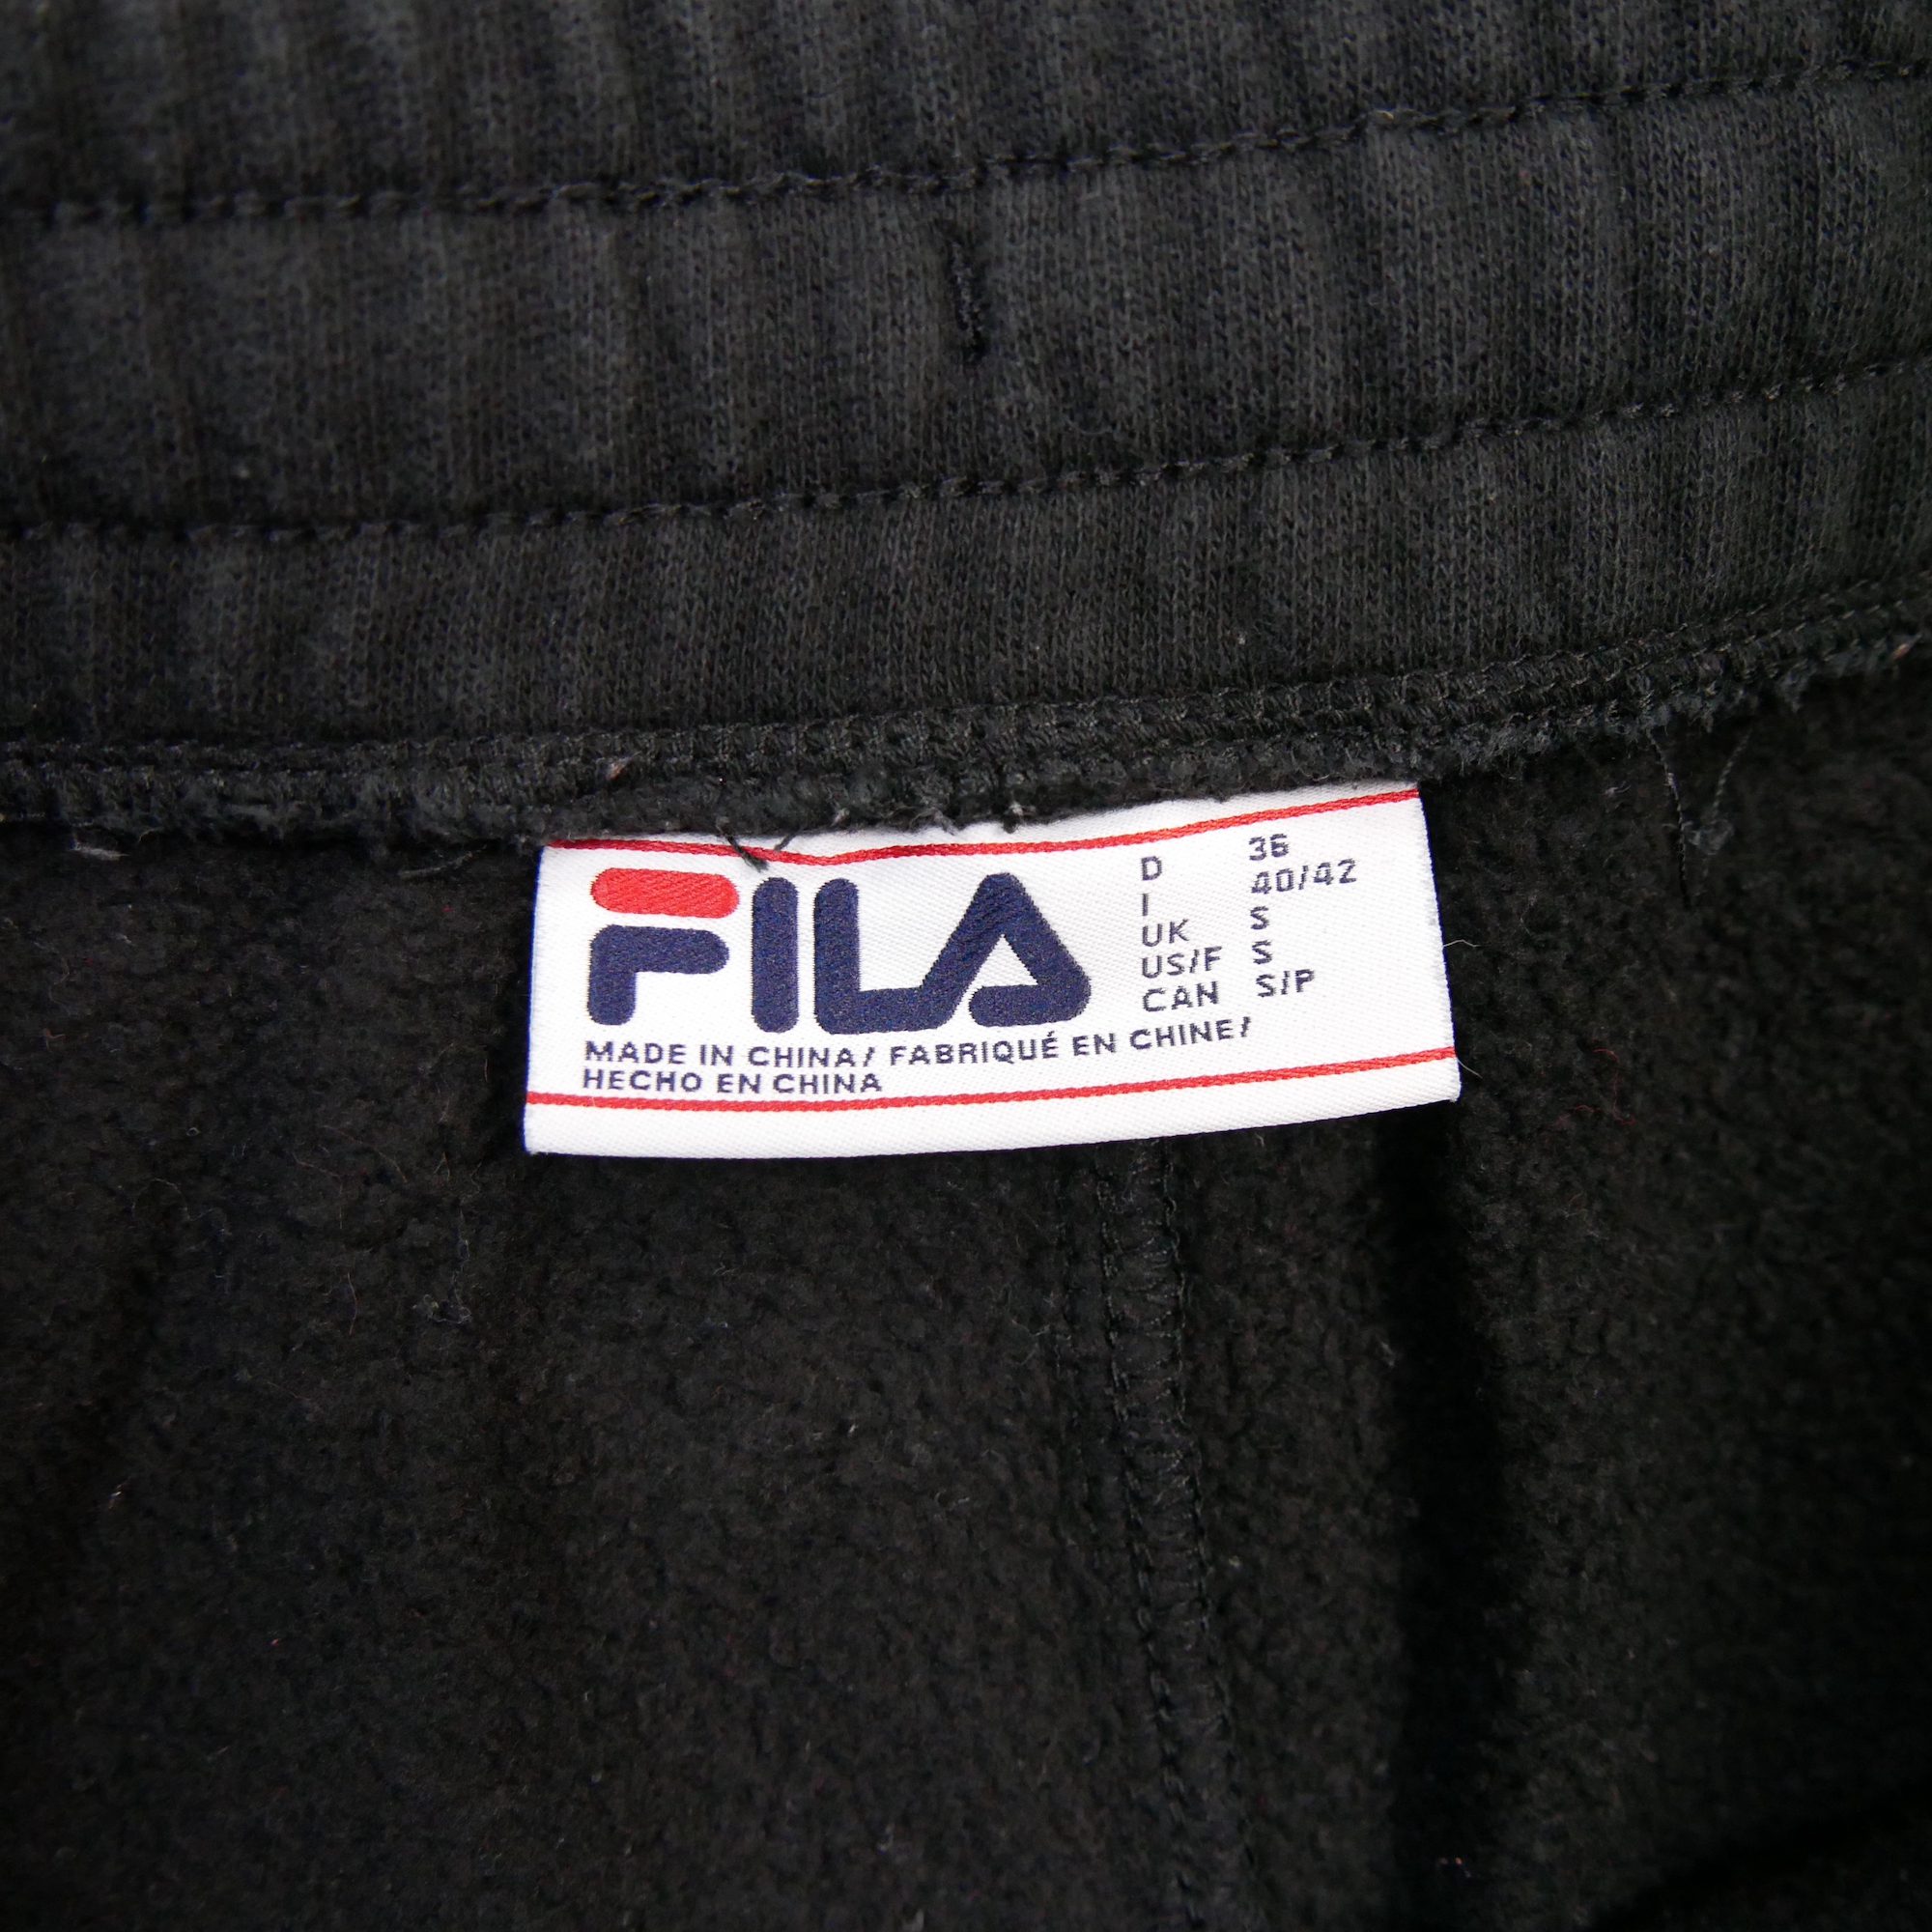 FILA
D 36
I 40/42
UK S
US/F S
CAN S/P
MADE IN CHINA/ FABRIQUÉ EN CHINE/
HECHO EN CHINA